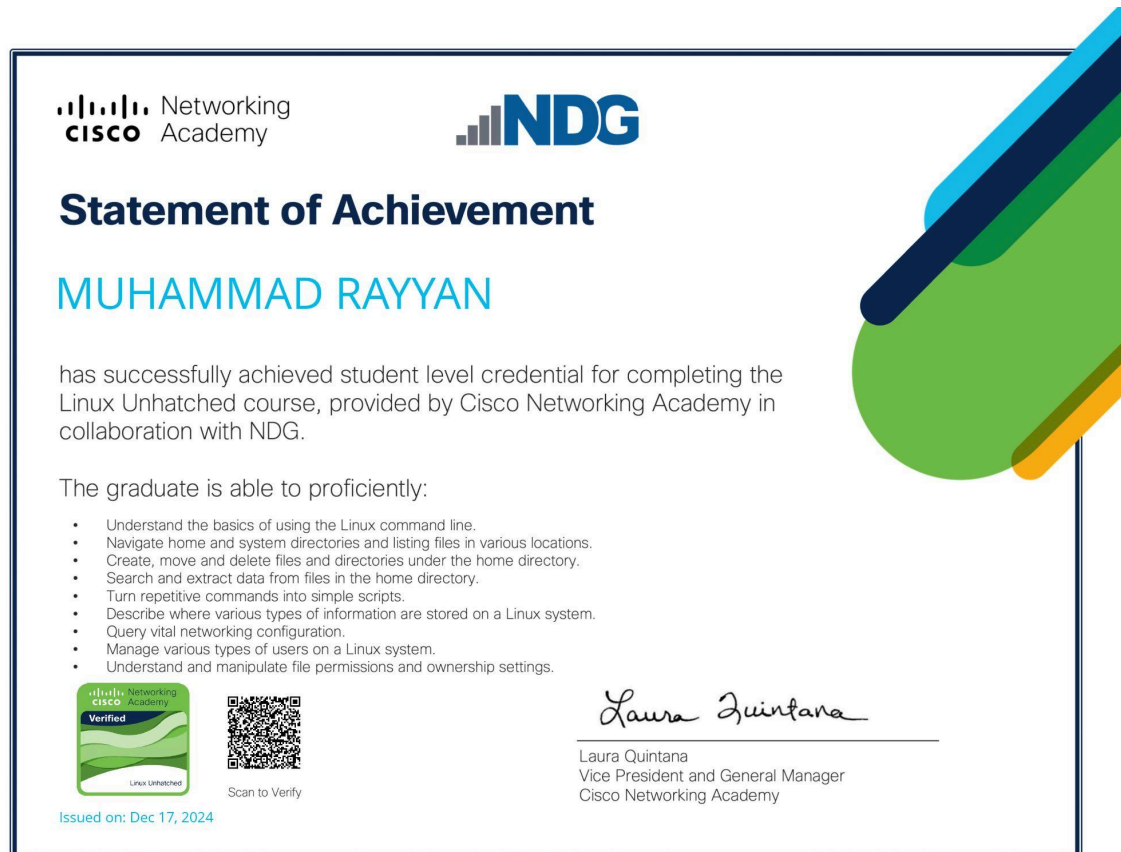 Networking
CISCO Academy
NDG
Statement of Achievement
MUHAMMAD RAYYAN
has successfully achieved student level credential for completing the
Linux Unhatched course, provided by Cisco Networking Academy in
collaboration with NDG.
The graduate is able to proficiently:
• Understand the basics of using the Linux command line.
• Navigate home and system directories and listing files in various locations.
• Create, move and delete files and directories under the home directory.
• Search and extract data from files in the home directory.
• Turn repetitive commands into simple scripts.
• Describe where various types of information are stored on a Linux system.
• Query vital networking configuration.
• Manage various types of users on a Linux system.
• Understand and manipulate file permissions and ownership settings.
Networking
CISCO Academy
Verified
Linux Unhatched
Scan to Verify
Issued on: Dec 17, 2024
Laura Quintana
Laura Quintana
Vice President and General Manager
Cisco Networking Academy